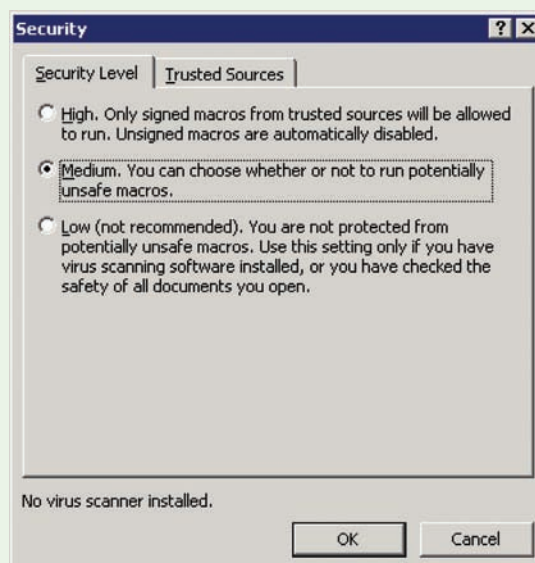 Security
Security Level
Trusted Sources
High. Only signed macros from trusted sources will be allowed
to run. Unsigned macros are automatically disabled.
Medium. You can choose whether or not to run potentially
unsafe macros.
Low (not recommended). You are not protected from
potentially unsafe macros. Use this setting only if you have
virus scanning software installed, or you have checked the
safety of all documents you open.
No virus scanner installed.
OK
Cancel